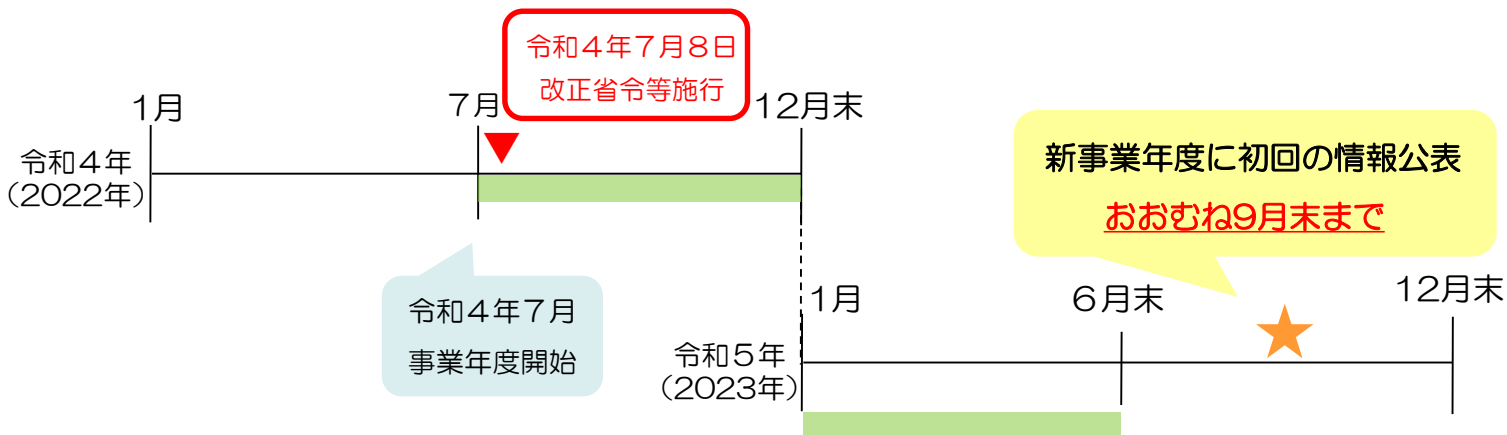 令和４年７月８日
改正省令等施行
１月
７月
１２月末
令和４年
（２０２２年）
新事業年度に初回の情報公表
おおむね９月末まで
令和４年７月
事業年度開始
１月
６月末
１２月末
令和５年
（２０２３年）